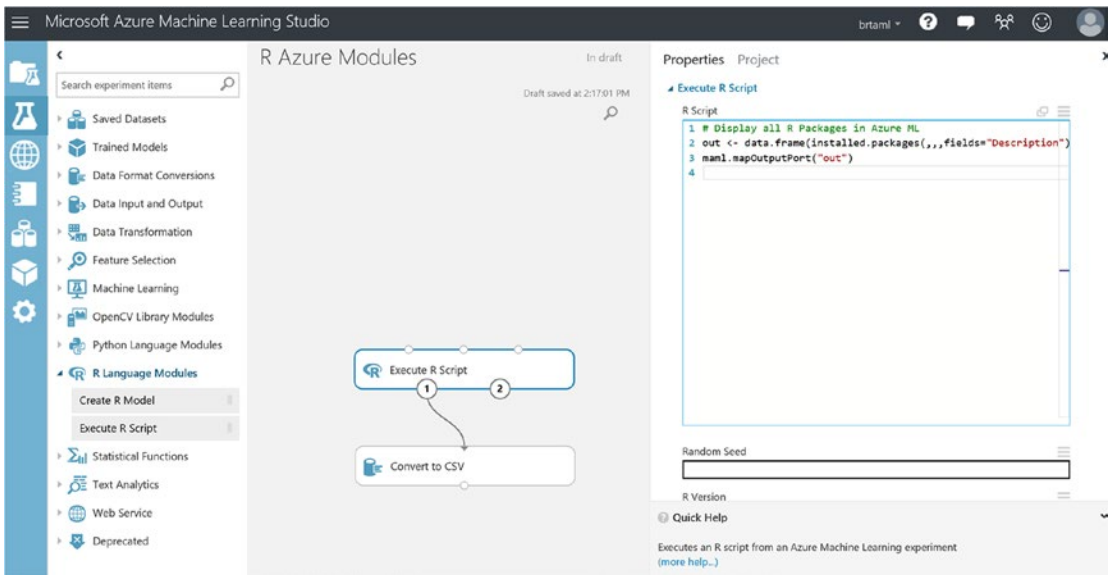 Microsoft Azure Machine Learning Studio
brtaml
?
Search experiment items
Saved Datasets
Trained Models
Data Format Conversions
Data Input and Output
Data Transformation
Feature Selection
Machine Learning
OpenCV Library Modules
Python Language Modules
R Language Modules
Create R Model
Execute R Script
Statistical Functions
Text Analytics
Web Service
Deprecated
R Azure Modules
In draft
Draft saved at 2:17:01 PM
Execute R Script
1
2
Convert to CSV
Properties Project
Execute R Script
R Script
1 # Display all R Packages in Azure ML
2 out <- data.frame(installed.packages(,,,fields="Description")
3 maml.mapOutputPort("out")
4
Random Seed
R Version
Quick Help
Executes an R script from an Azure Machine Learning experiment
(more help...)